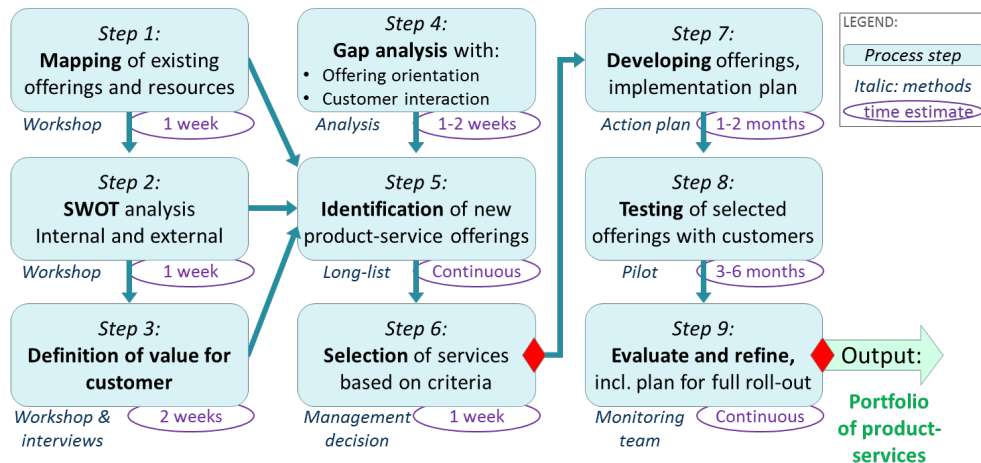 Step 1:
Mapping of existing
offerings and resources
Workshop
1 week
Step 2:
SWOT analysis
Internal and external
Workshop
1 week
Step 3:
Definition of value for
customer
Workshop &
interviews
2 weeks
Step 4:
Gap analysis with:
• Offering orientation
• Customer interaction
Analysis
1-2 weeks
Step 5:
Identification of new
product-service offerings
Long-list
Continuous
Step 6:
Selection of services
based on criteria
Management
decision
1 week
Step 7:
Developing offerings,
implementation plan
Action plan
1-2 months
Step 8:
Testing of selected
offerings with customers
Pilot
3-6 months
Step 9:
Evaluate and refine,
incl. plan for full roll-out
Monitoring
team
Continuous
Output:
Portfolio
of product-
services
LEGEND:
Process step
Italic: methods
time estimate